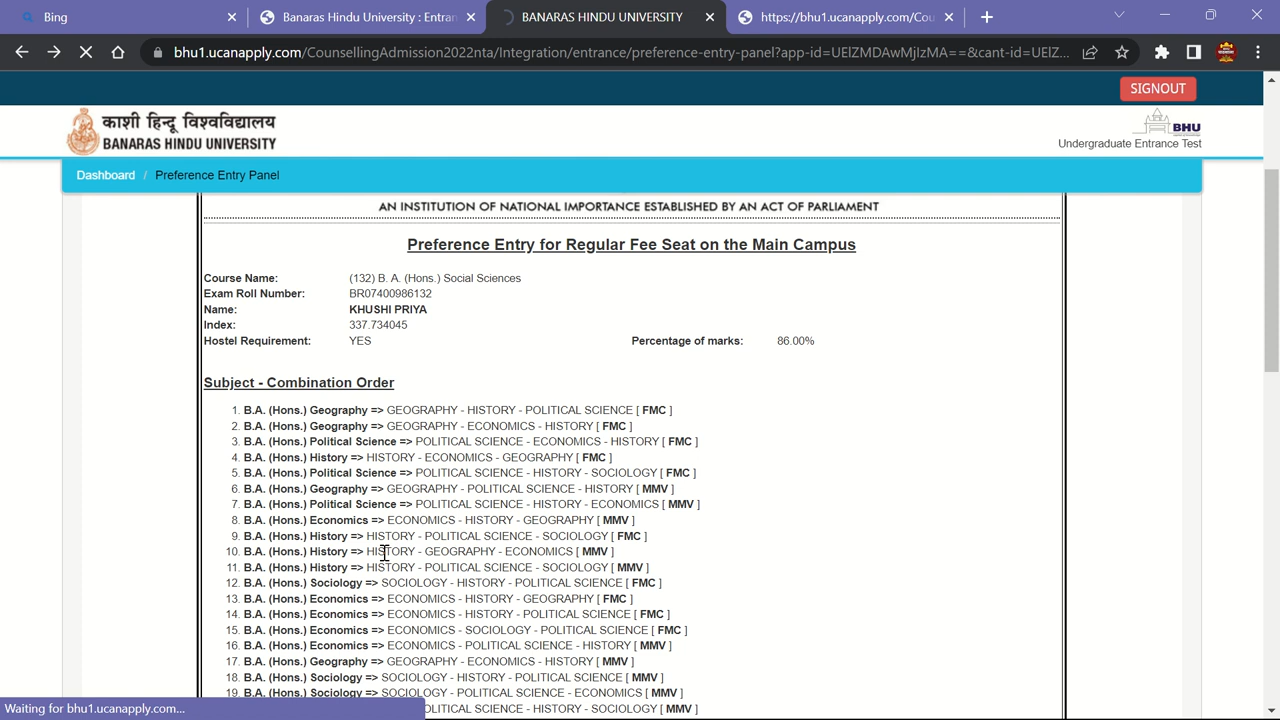 Bing
Banaras Hindu University : Entran
BANARAS HINDU UNIVERSITY
https://bhu1.ucanapply.com/Cou
bhu1.ucanapply.com/CounsellingAdmission2022nta/Integration/entrance/preference-entry-panel?app-id=UElZMDAwMjIzMA==&cant-id=UElZ...
SIGNOUT
काशी हिन्दू विश्वविद्यालय
BANARAS HINDU UNIVERSITY
BHU
Undergraduate Entrance Test
Dashboard / Preference Entry Panel
AN INSTITUTION OF NATIONAL IMPORTANCE ESTABLISHED BY AN ACT OF PARLIAMENT
Preference Entry for Regular Fee Seat on the Main Campus
Course Name: (132) B. A. (Hons.) Social Sciences
Exam Roll Number: BR07400986132
Name: KHUSHI PRIYA
Index: 337.734045
Hostel Requirement: YES Percentage of marks: 86.00%
Subject - Combination Order
1. B.A. (Hons.) Geography => GEOGRAPHY - HISTORY - POLITICAL SCIENCE [ FMC ]
2. B.A. (Hons.) Geography => GEOGRAPHY - ECONOMICS - HISTORY [ FMC ]
3. B.A. (Hons.) Political Science => POLITICAL SCIENCE - ECONOMICS - HISTORY [ FMC ]
4. B.A. (Hons.) History => HISTORY - ECONOMICS - GEOGRAPHY [ FMC ]
5. B.A. (Hons.) Political Science => POLITICAL SCIENCE - HISTORY - SOCIOLOGY [ FMC ]
6. B.A. (Hons.) Geography => GEOGRAPHY - POLITICAL SCIENCE - HISTORY [ MMV ]
7. B.A. (Hons.) Political Science => POLITICAL SCIENCE - HISTORY - ECONOMICS [ MMV ]
8. B.A. (Hons.) Economics => ECONOMICS - HISTORY - GEOGRAPHY [ MMV ]
9. B.A. (Hons.) History => HISTORY - POLITICAL SCIENCE - SOCIOLOGY [ FMC ]
10. B.A. (Hons.) History => HISTORY - GEOGRAPHY - ECONOMICS [ MMV ]
11. B.A. (Hons.) History => HISTORY - POLITICAL SCIENCE - SOCIOLOGY [ MMV ]
12. B.A. (Hons.) Sociology => SOCIOLOGY - HISTORY - POLITICAL SCIENCE [ FMC ]
13. B.A. (Hons.) Economics => ECONOMICS - HISTORY - GEOGRAPHY [ FMC ]
14. B.A. (Hons.) Economics => ECONOMICS - HISTORY - POLITICAL SCIENCE [ FMC ]
15. B.A. (Hons.) Economics => ECONOMICS - SOCIOLOGY - POLITICAL SCIENCE [ FMC ]
16. B.A. (Hons.) Economics => ECONOMICS - POLITICAL SCIENCE - HISTORY [ MMV ]
17. B.A. (Hons.) Geography => GEOGRAPHY - ECONOMICS - HISTORY [ MMV ]
18. B.A. (Hons.) Sociology => SOCIOLOGY - HISTORY - POLITICAL SCIENCE [ MMV ]
19. B.A. (Hons.) Sociology => SOCIOLOGY - POLITICAL SCIENCE - ECONOMICS [ MMV ]
Waiting for bhu1.ucanapply.com... OLITICAL SCIENCE - HISTORY - SOCIOLOGY [ MMV ]